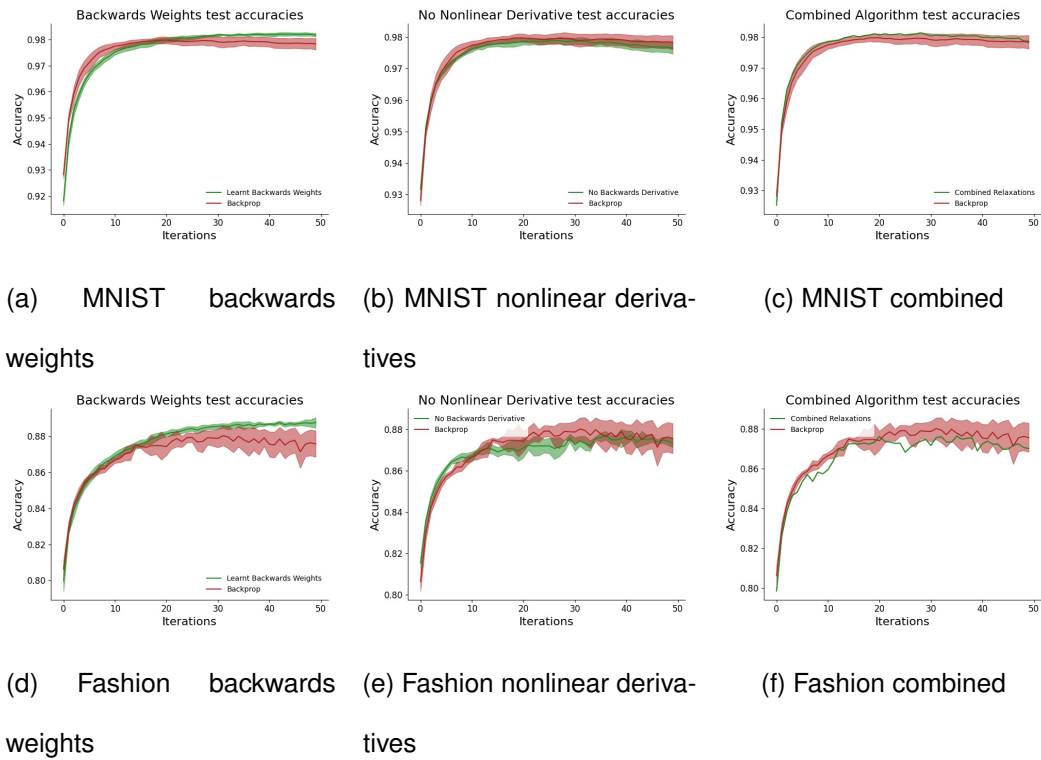 Backwards Weights test accuracies
0.98
0.97
0.96
0.95
0.94
0.93
0.92
Accuracy
Learnt Backwards Weights
Backprop
0
10
20
30
40
50
Iterations
No Nonlinear Derivative test accuracies
0.98
0.97
0.96
0.95
0.94
0.93
Accuracy
No Backwards Derivative
Backprop
0
10
20
30
40
50
Iterations
Combined Algorithm test accuracies
0.98
0.97
0.96
0.95
0.94
0.93
Accuracy
Combined Relaxations
Backprop
0
10
20
30
40
50
Iterations
(a) MNIST backwards
weights
(b) MNIST nonlinear deriva-
tives
(c) MNIST combined
Backwards Weights test accuracies
0.88
0.86
0.84
0.82
0.80
Accuracy
Learnt Backwards Weights
Backprop
0
10
20
30
40
50
Iterations
No Nonlinear Derivative test accuracies
No Backwards Derivative
Backprop
0.88
0.86
0.84
0.82
0.80
Accuracy
0
10
20
30
40
50
Iterations
Combined Algorithm test accuracies
Combined Relaxations
Backprop
0.88
0.86
0.84
0.82
0.80
Accuracy
0
10
20
30
40
50
Iterations
(d) Fashion backwards
weights
(e) Fashion nonlinear deriva-
tives
(f) Fashion combined